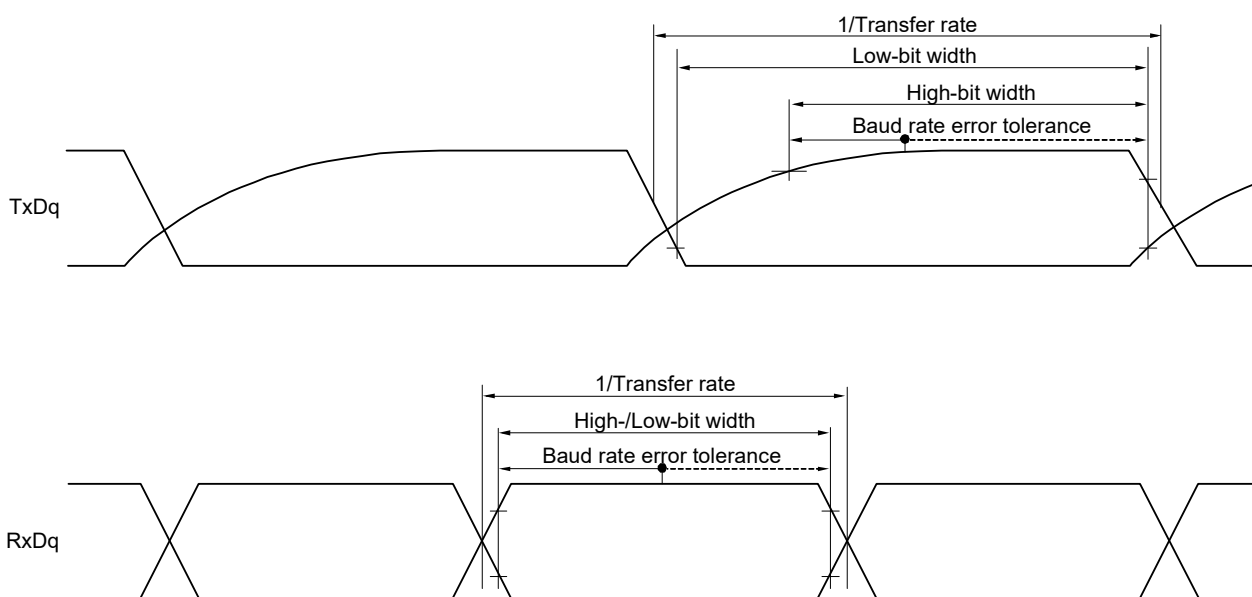 1/Transfer rate
Low-bit width
High-bit width
Baud rate error tolerance
TxDq
1/Transfer rate
High-/Low-bit width
Baud rate error tolerance
RxDq